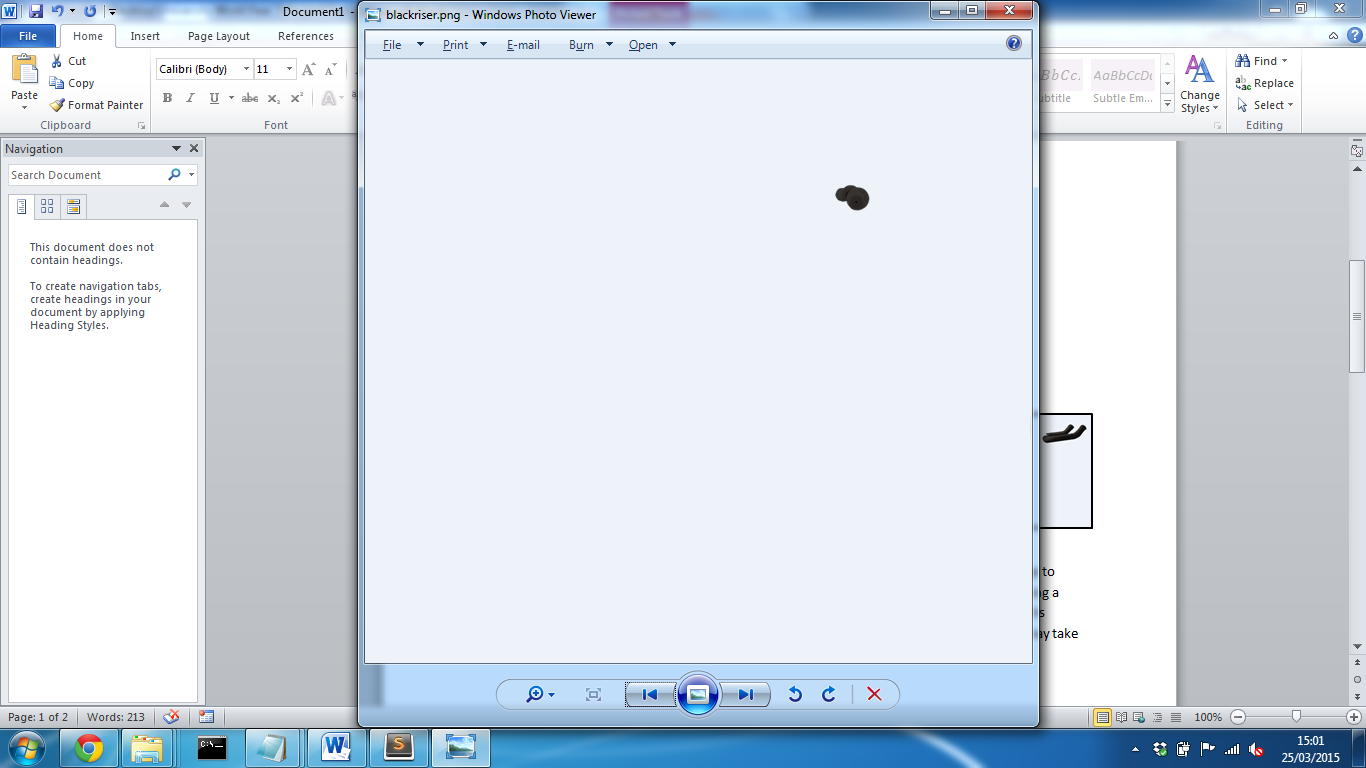 Document1 -
blackriser.png - Windows Photo Viewer
File Home Insert Page Layout References
File Print E-mail Burn Open
Paste
Cut
Copy
Format Painter
Clipboard
Calibri (Body) 11
B I U abc x₂ x² A
Font
Subtle Em...
AaBbCcDc
Change
Styles
Find
Replace
Select
Editing
Navigation
Search Document
This document does not
contain headings.
To create navigation tabs,
create headings in your
document by applying
Heading Styles.
to
a
take
Page: 1 of 2 Words: 213
100%
C:\
15:01
25/03/2015